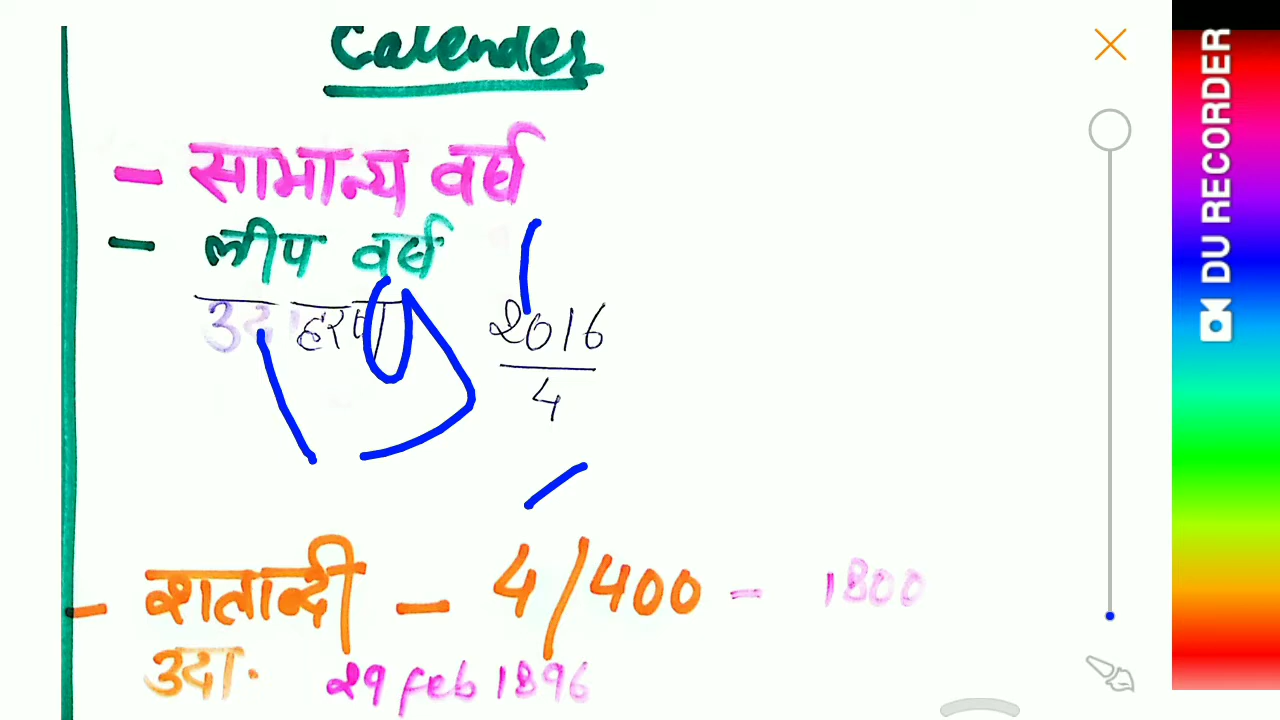 Calender
- सामान्य वर्ष
- लीप वर्ष
उदाहरण 2016
4
- शताब्दी - 4/400 - 1800
उदा. 29 feb 1896
DU RECORDER